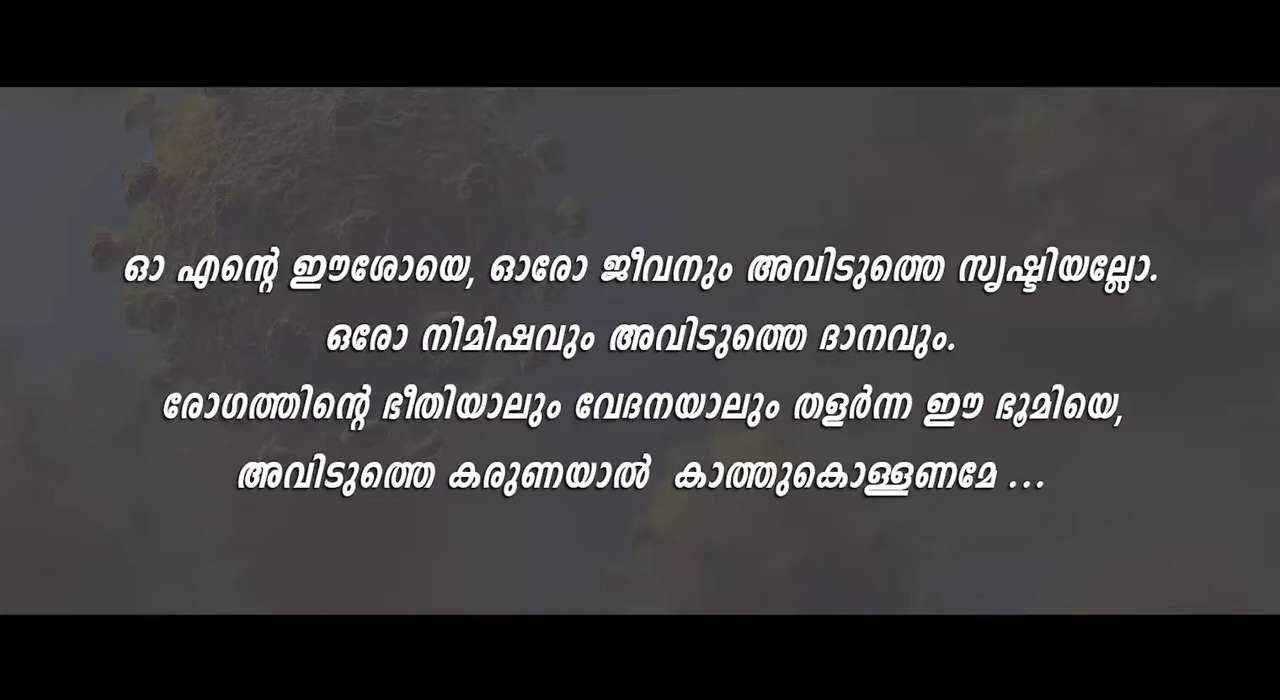 ഓ എന്റെ ഈശോയെ, ഓരോ ജീവനും അവിടുത്തെ സൃഷ്ടിയല്ലോ.
ഒരോ നിമിഷവും അവിടുത്തെ ദാനവും.
രോഗത്തിന്റെ ഭീതിയാലും വേദനയാലും തളർന്ന ഈ ഭൂമിയെ,
അവിടുത്തെ കരുണയാൽ കാത്തുകൊള്ളണമേ ...